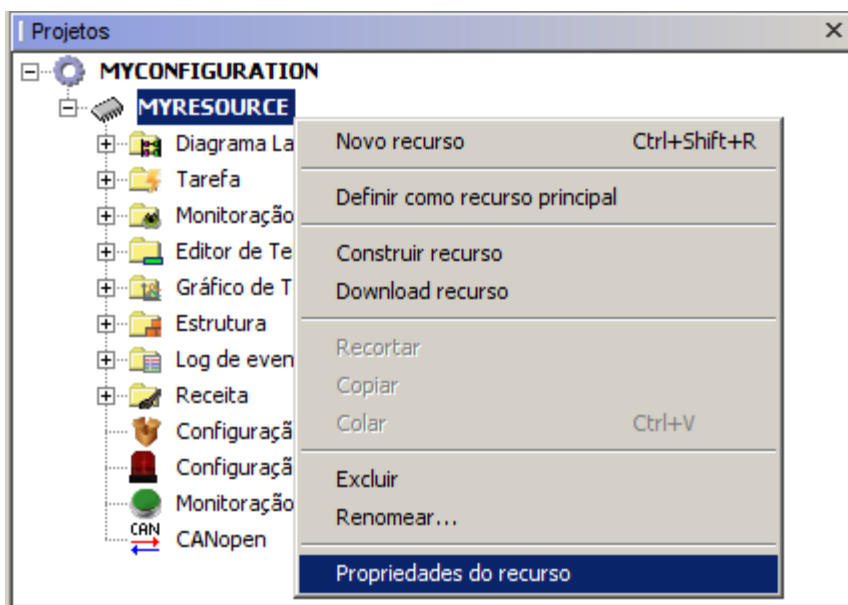 Projetos
MYCONFIGURATION
MYRESOURCE
Diagrama La
Tarefa
Monitoração
Editor de Te
Gráfico de T
Estrutura
Log de even
Receita
Configuraçã
Configuraçã
Monitoração
CANopen
CAN
Novo recurso Ctrl+Shift+R
Definir como recurso principal
Construir recurso
Download recurso
Recortar
Copiar
Colar Ctrl+V
Excluir
Renomear...
Propriedades do recurso